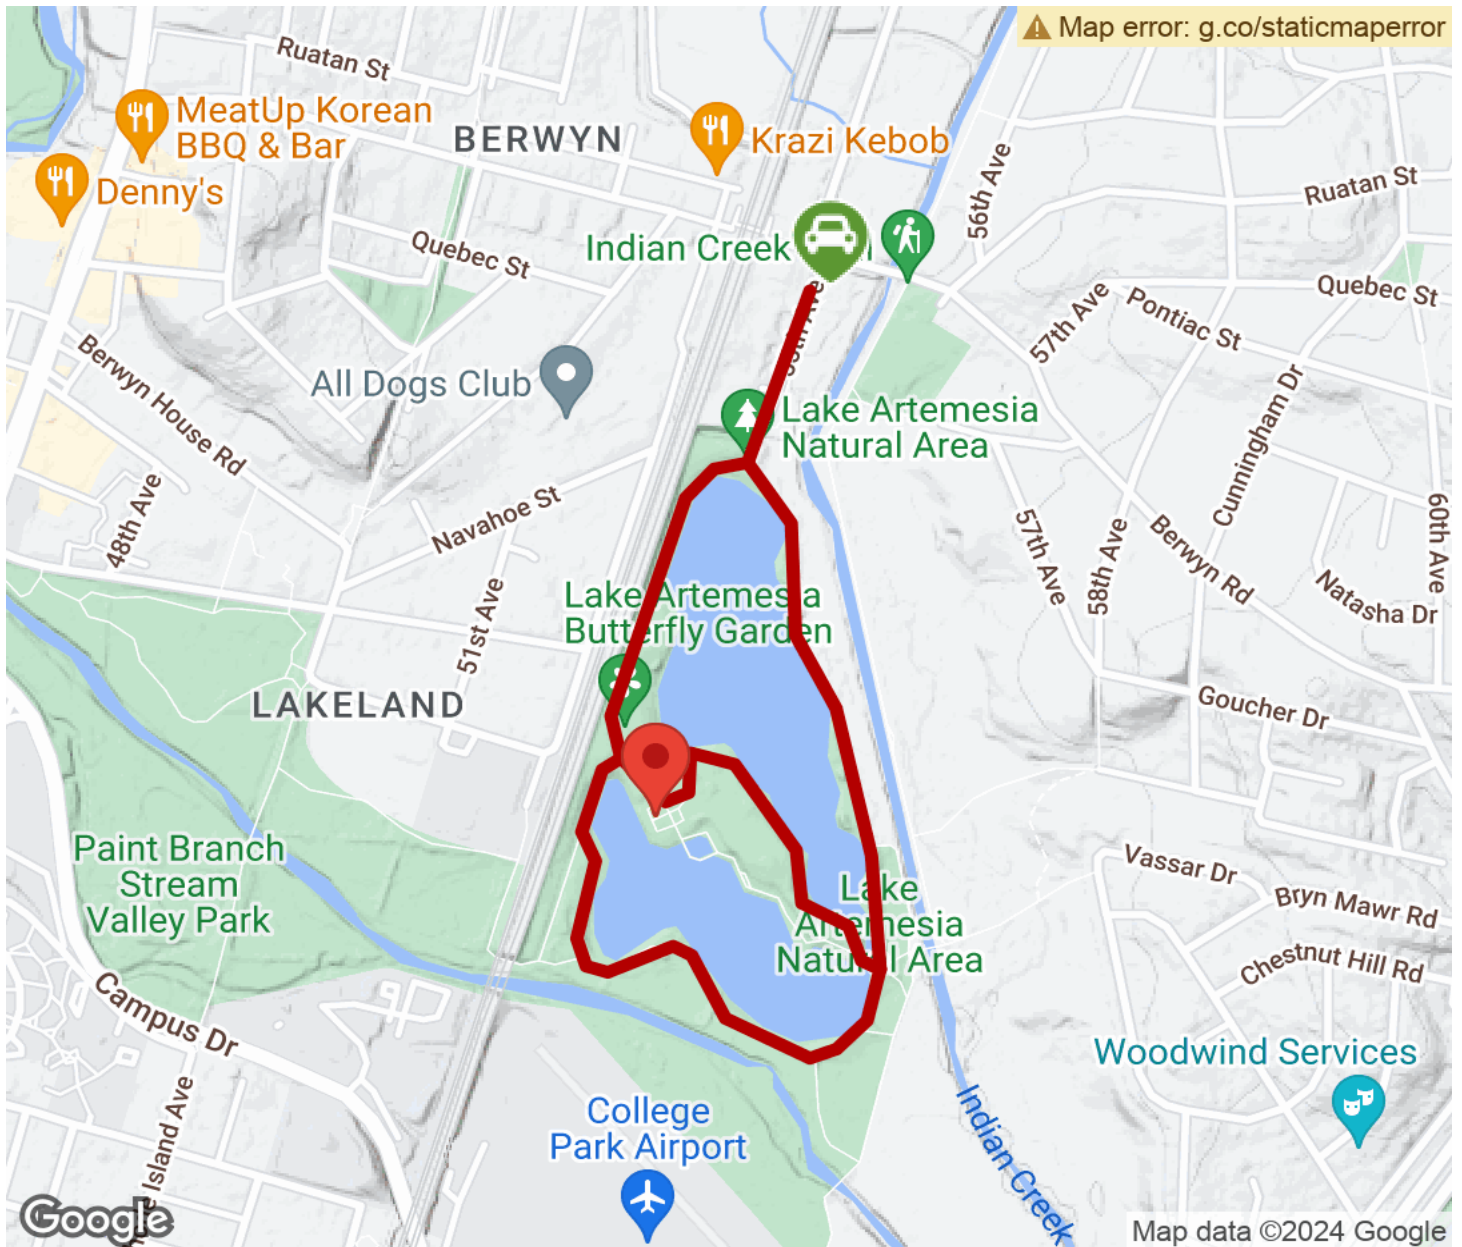 Map error: g.co/staticmaperror
Ruatan St
MeatUp Korean
BBQ & Bar
BERWYN
Krazi Kebob
Denny's
56th Ave
Ruatan St
Quebec St
Indian Creek
Quebec St
57th Ave
Pontiac St
Berwyn House Rd
All Dogs Club
Lake Artemesia
Natural Area
Cunningham Dr
48th Ave
Navahoe St
57th Ave
58th Ave
Berwyn Rd
60th Ave
Natasha Dr
51st Ave
Lake Artemesia
Butterfly Garden
LAKELAND
Goucher Dr
Paint Branch
Stream
Valley Park
Vassar Dr
Lake
Artemesia
Natural Area
Bryn Mawr Rd
Chestnut Hill Rd
Campus Dr
Woodwind Services
College
Park Airport
Indian Creek
Island Ave
Google
Map data ©2024 Google